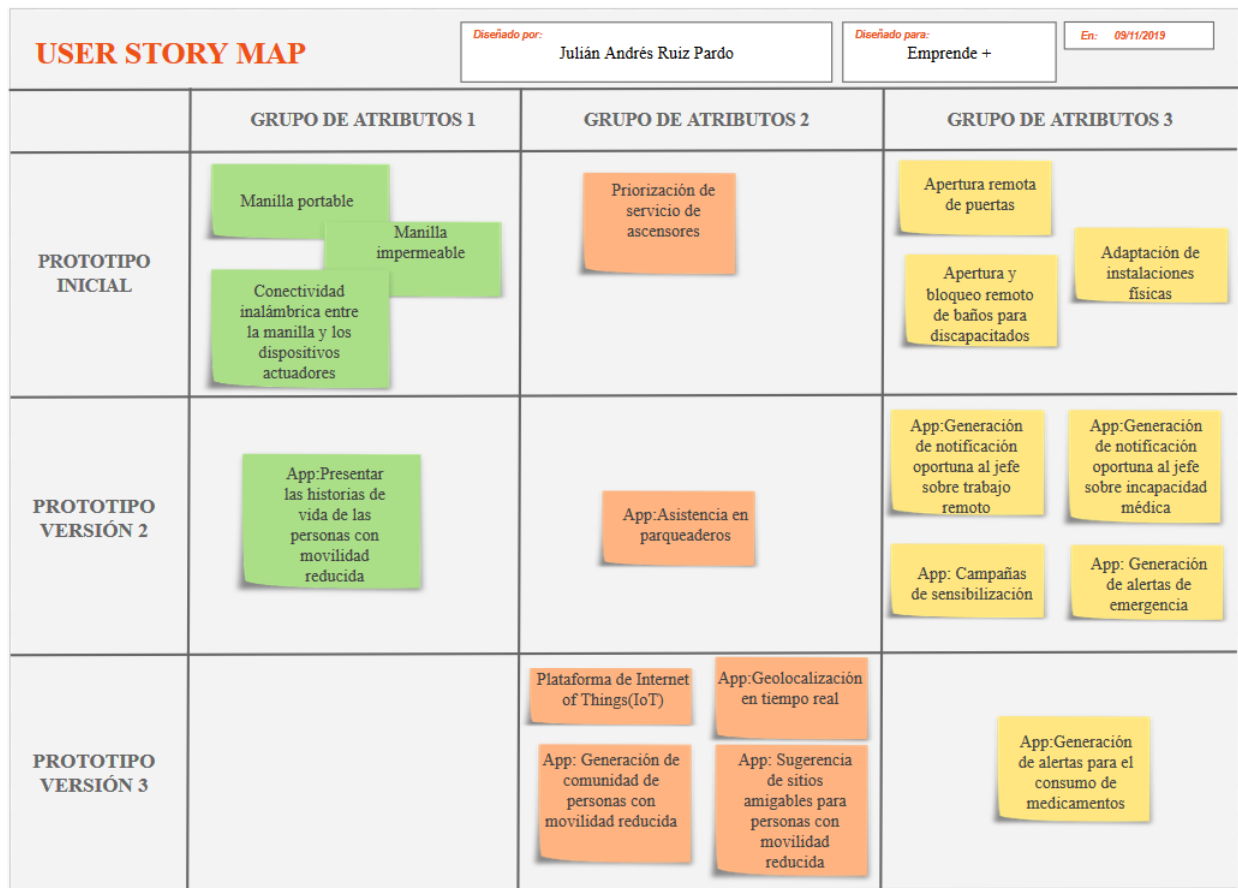 USER STORY MAP
Diseñado por:
Julián Andrés Ruiz Pardo
Diseñado para:
Emprende +
En: 09/11/2019
GRUPO DE ATRIBUTOS 1
GRUPO DE ATRIBUTOS 2
GRUPO DE ATRIBUTOS 3
PROTOTIPO
INICIAL
Manilla portable
Manilla
impermeable
Conectividad
inalámbrica entre
la manilla y los
dispositivos
actuadores
Priorización de
servicio de
ascensores
Apertura remota
de puertas
Adaptación de
instalaciones
físicas
Apertura y
bloqueo remoto
de baños para
discapacitados
PROTOTIPO
VERSIÓN 2
App:Presentar
las historias de
vida de las
personas con
movilidad
reducida
App:Asistencia en
parqueaderos
App:Generación
de notificación
oportuna al jefe
sobre trabajo
remoto
App:Generación
de notificación
oportuna al jefe
sobre incapacidad
médica
App: Campañas
de sensibilización
App: Generación
de alertas de
emergencia
PROTOTIPO
VERSIÓN 3
Plataforma de Internet
of Things(IoT)
App:Geolocalización
en tiempo real
App: Generación de
comunidad de
personas con
movilidad reducida
App: Sugerencia
de sitios
amigables para
personas con
movilidad
reducida
App:Generación
de alertas para el
consumo de
medicamentos